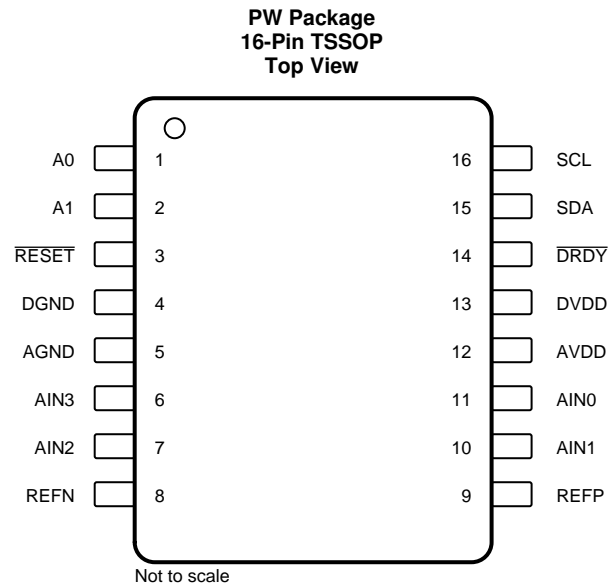 PW Package
16-Pin TSSOP
Top View
A0 1 16 SCL
A1 2 15 SDA
RESET 3 14 DRDY
DGND 4 13 DVDD
AGND 5 12 AVDD
AIN3 6 11 AIN0
AIN2 7 10 AIN1
REFN 8 9 REFP
Not to scale